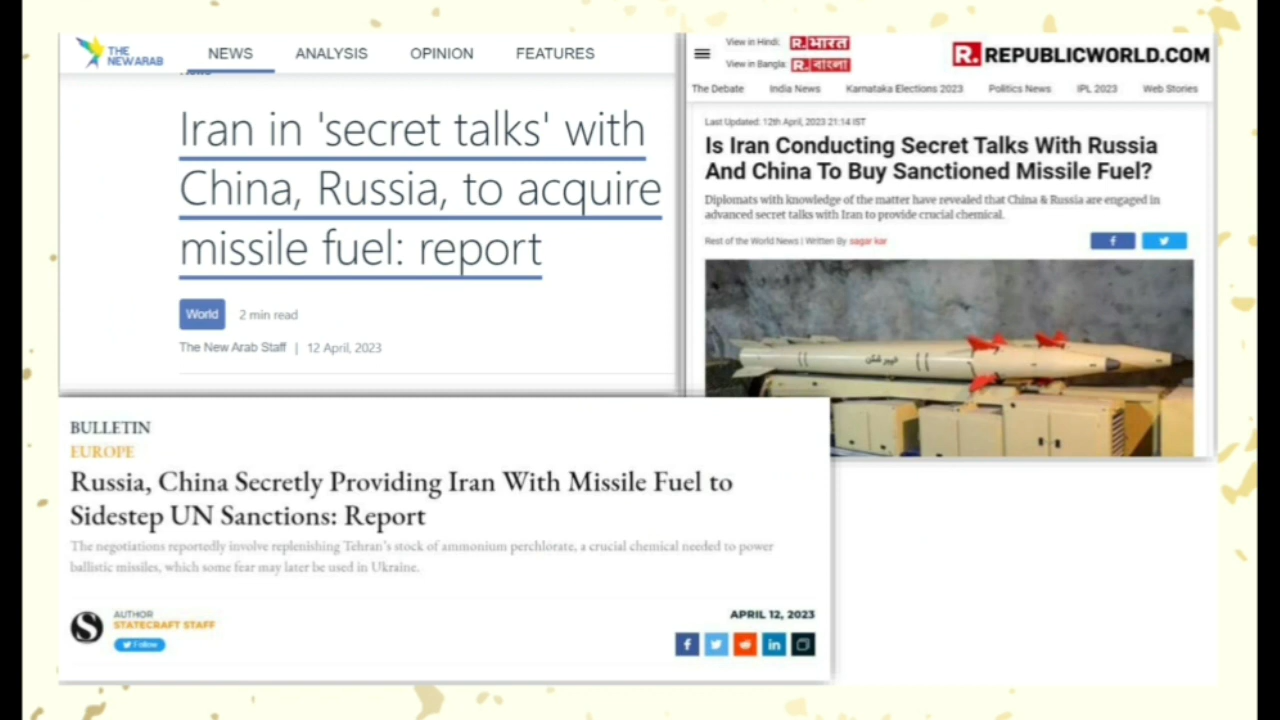 THE
NEWARAB
NEWS
ANALYSIS
OPINION
FEATURES
Iran in 'secret talks' with
China, Russia, to acquire
missile fuel: report
World
2 min read
The New Arab Staff | 12 April, 2023
View in Hindi: R. भारत
View in Bangla: R. বাংলা
R. REPUBLICWORLD.COM
The Debate
India News
Karnataka Elections 2023
Politics News
IPL 2023
Web Stories
Last Updated: 12th April, 2023 21:14 IST
Is Iran Conducting Secret Talks With Russia
And China To Buy Sanctioned Missile Fuel?
Diplomats with knowledge of the matter have revealed that China & Russia are engaged in
advanced secret talks with Iran to provide crucial chemical.
Rest of the World News | Written By sagar kar
خیبر شکن
BULLETIN
EUROPE
Russia, China Secretly Providing Iran With Missile Fuel to
Sidestep UN Sanctions: Report
The negotiations reportedly involve replenishing Tehran's stock of ammonium perchlorate, a crucial chemical needed to power
ballistic missiles, which some fear may later be used in Ukraine.
S
AUTHOR
STATECRAFT STAFF
Follow
APRIL 12, 2023